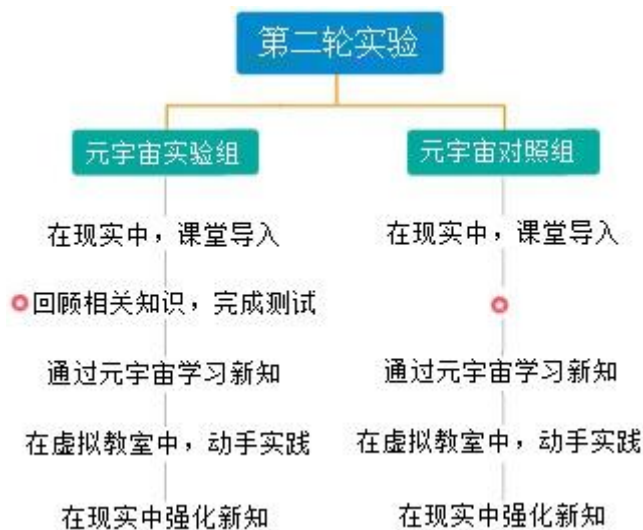 第二轮实验
元宇宙实验组
元宇宙对照组
在现实中，课堂导入
在现实中，课堂导入
回顾相关知识，完成测试
通过元宇宙学习新知
通过元宇宙学习新知
在虚拟教室中，动手实践
在虚拟教室中，动手实践
在现实中强化新知
在现实中强化新知